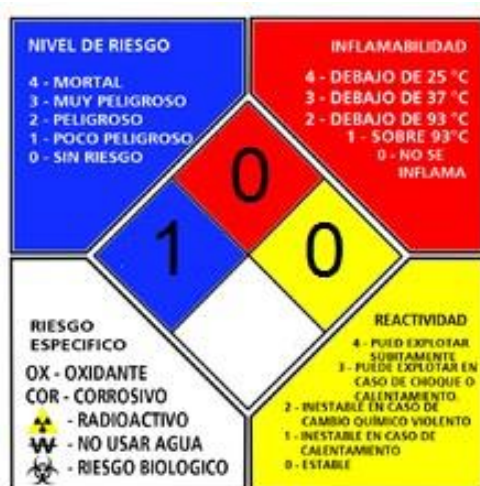 NIVEL DE RIESGO
4 - MORTAL
3 - MUY PELIGROSO
2 - PELIGROSO
1 - POCO PELIGROSO
0 - SIN RIESGO
INFLAMABILIDAD
4 - DEBAJO DE 25 °C
3 - DEBAJO DE 37 °C
2 - DEBAJO DE 93 °C
1 - SOBRE 93°C
0 - NO SE
INFLAMA
0
1
0
RIESGO
ESPECIFICO
OX - OXIDANTE
COR - CORROSIVO
- RADIOACTIVO
W - NO USAR AGUA
- RIESGO BIOLOGICO
REACTIVIDAD
4 - PUED EXPLOTAR
SÚBITAMENTE
3 - PUEDE EXPLOTAR EN
CASO DE CHOQUE O
CALENTAMIENTO.
2 - INESTABLE EN CASO DE
CAMBIO QUÍMICO VIOLENTO
1 - INESTABLE EN CASO DE
CALENTAMIENTO
0 - ESTABLE